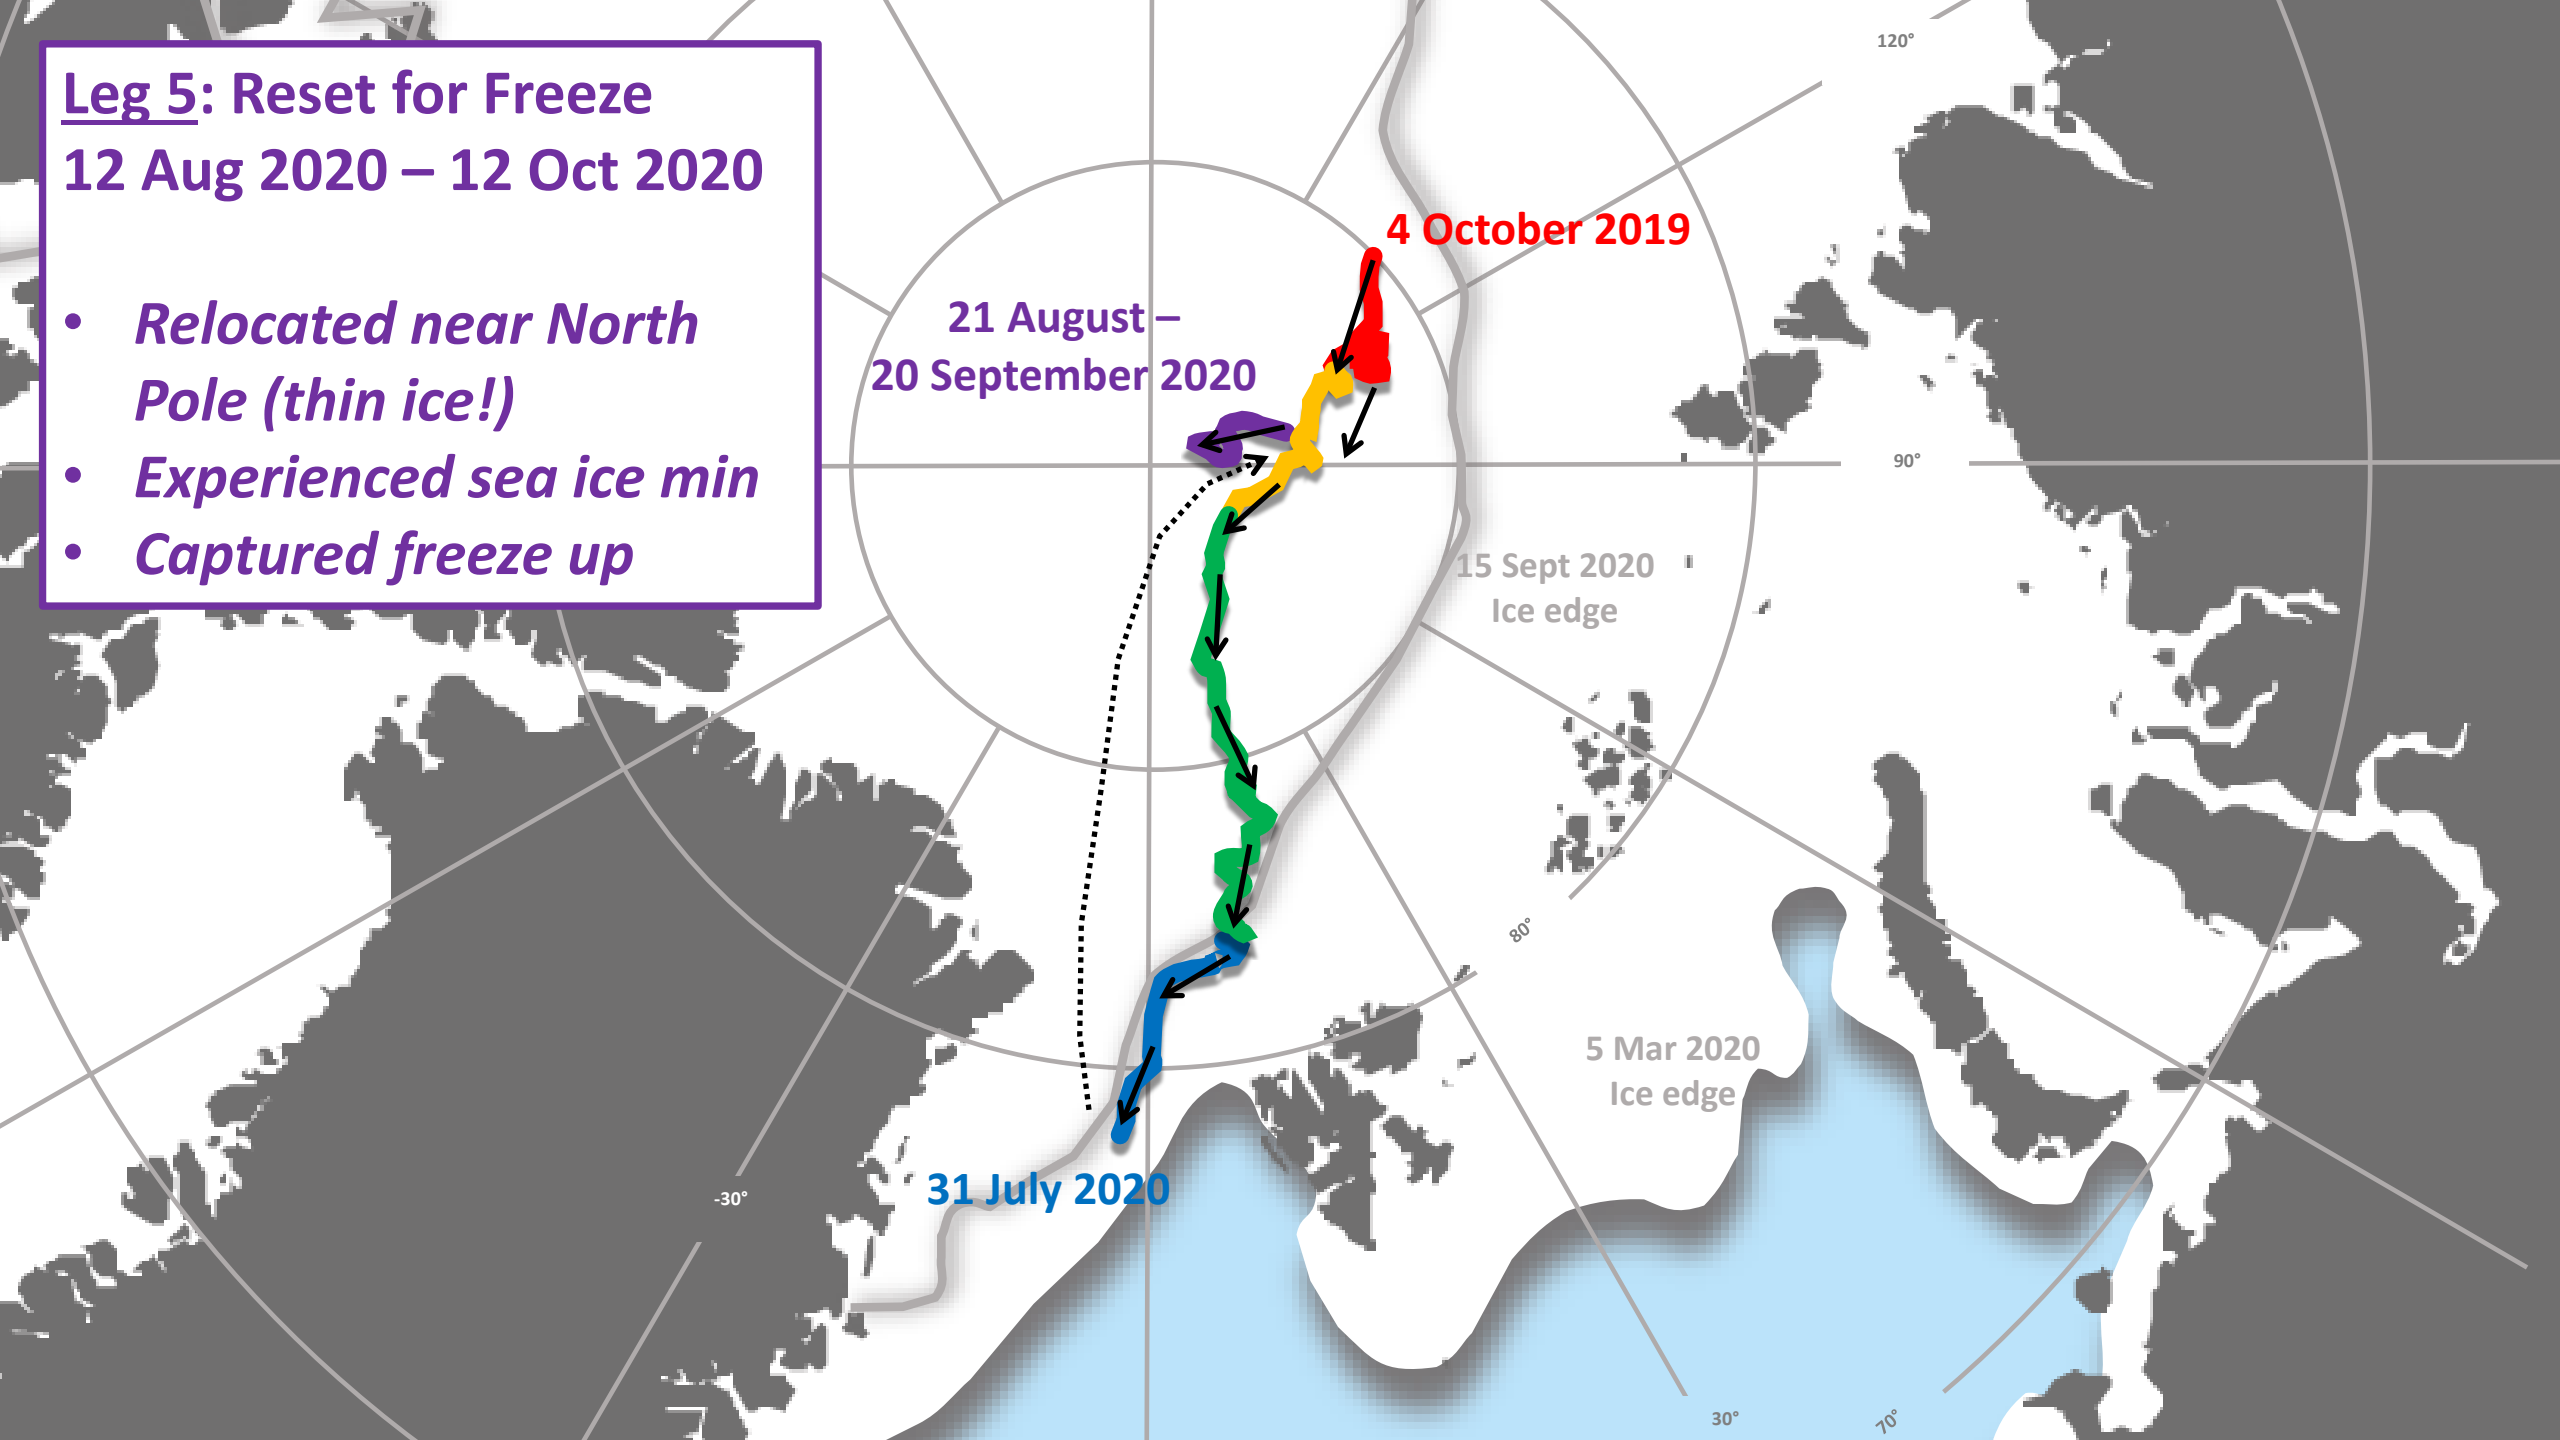 Leg 5: Reset for Freeze
12 Aug 2020 – 12 Oct 2020
• Relocated near North
Pole (thin ice!)
• Experienced sea ice min
• Captured freeze up
120°
4 October 2019
21 August –
20 September 2020
90°
15 Sept 2020
Ice edge
80°
5 Mar 2020
Ice edge
31 July 2020
-30°
30°
70°